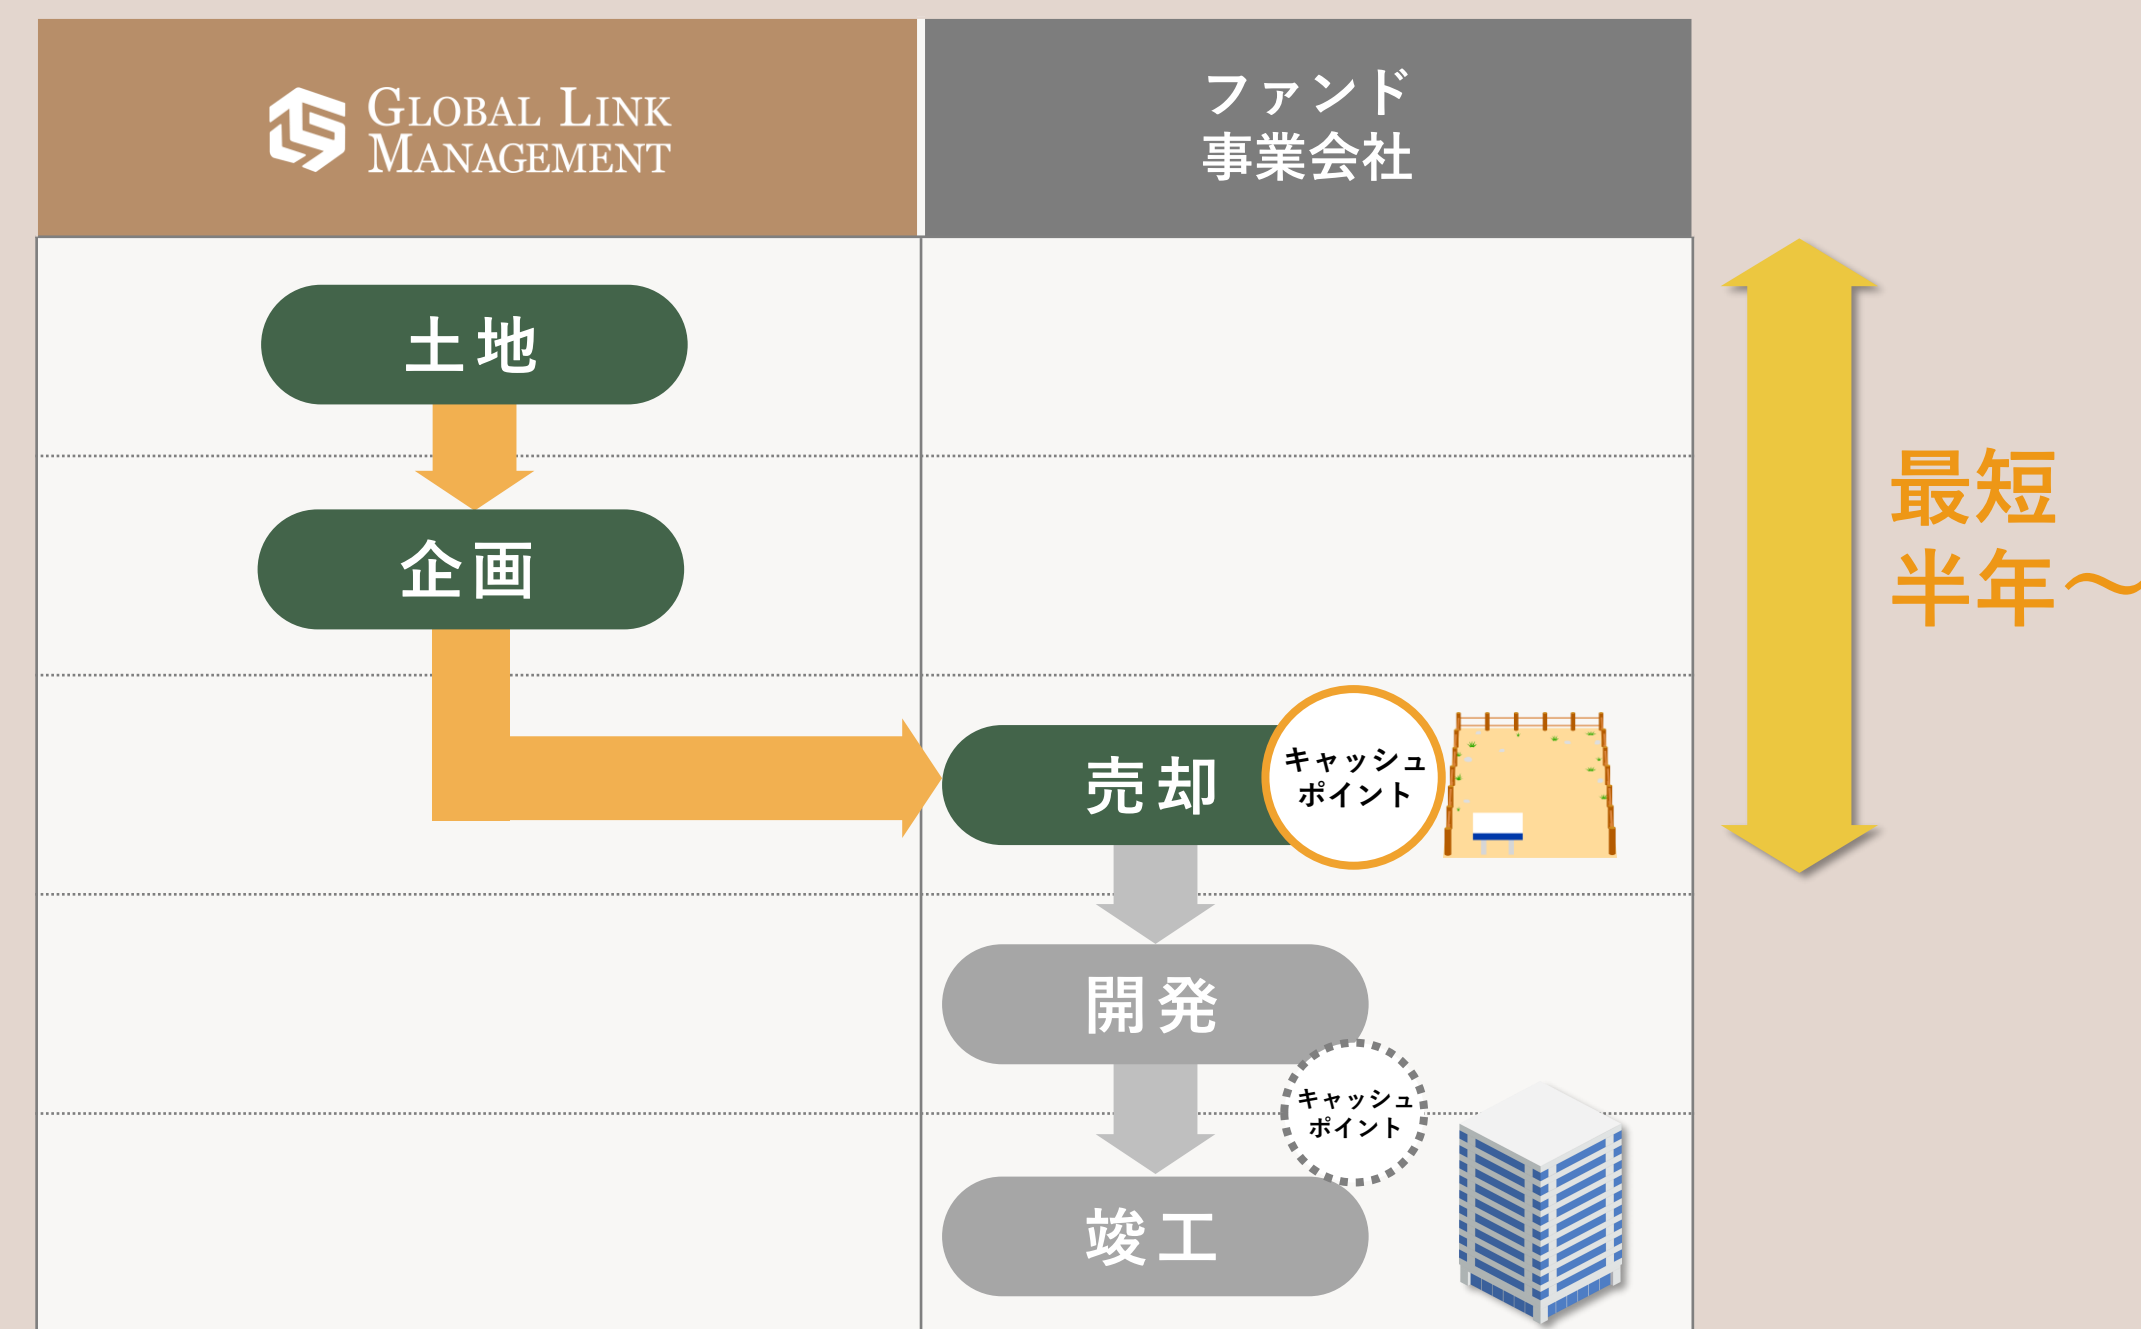 GLOBAL LINK
MANAGEMENT
ファンド
事業会社
土地
企画
最短
半年～
売却
キャッシュ
ポイント
開発
キャッシュ
ポイント
竣工